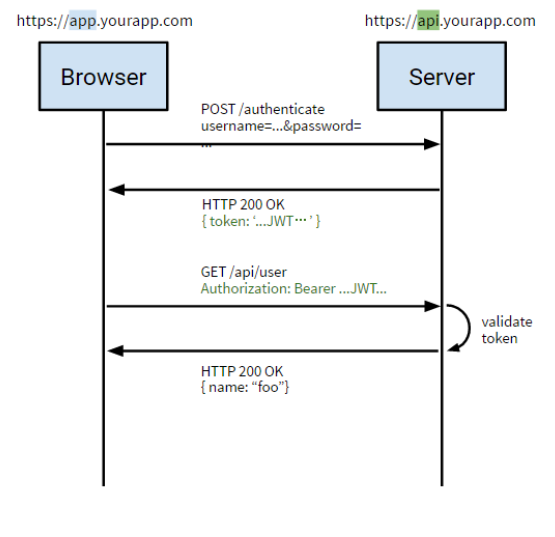 https://app.yourapp.com
https://api.yourapp.com
Browser
Server
POST /authenticate
username=...&password=
...
HTTP 200 OK
{ token: ‘...JWT⋯’ }
GET /api/user
Authorization: Bearer ...JWT...
validate
token
HTTP 200 OK
{ name: “foo”}